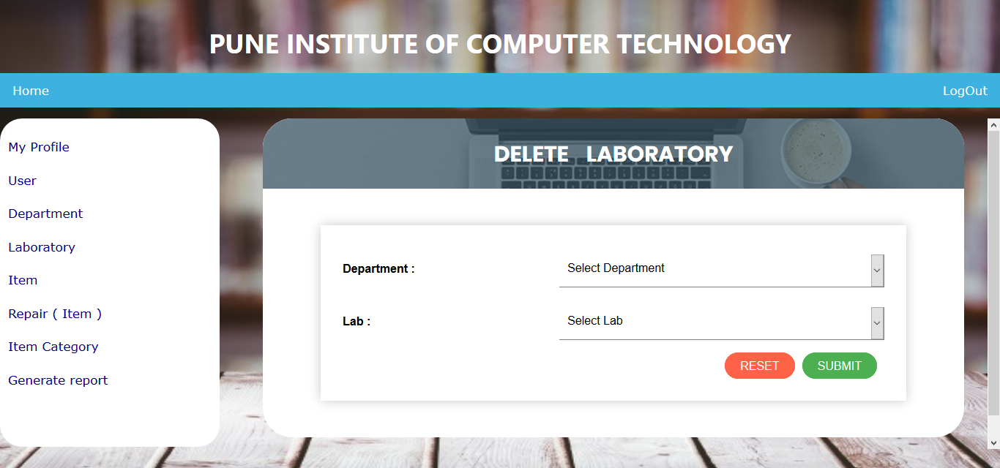 PUNE INSTITUTE OF COMPUTER TECHNOLOGY
Home LogOut
My Profile
User
Department
Laboratory
Item
Repair ( Item )
Item Category
Generate report
DELETE LABORATORY
Department : Select Department
Lab : Select Lab
RESET SUBMIT